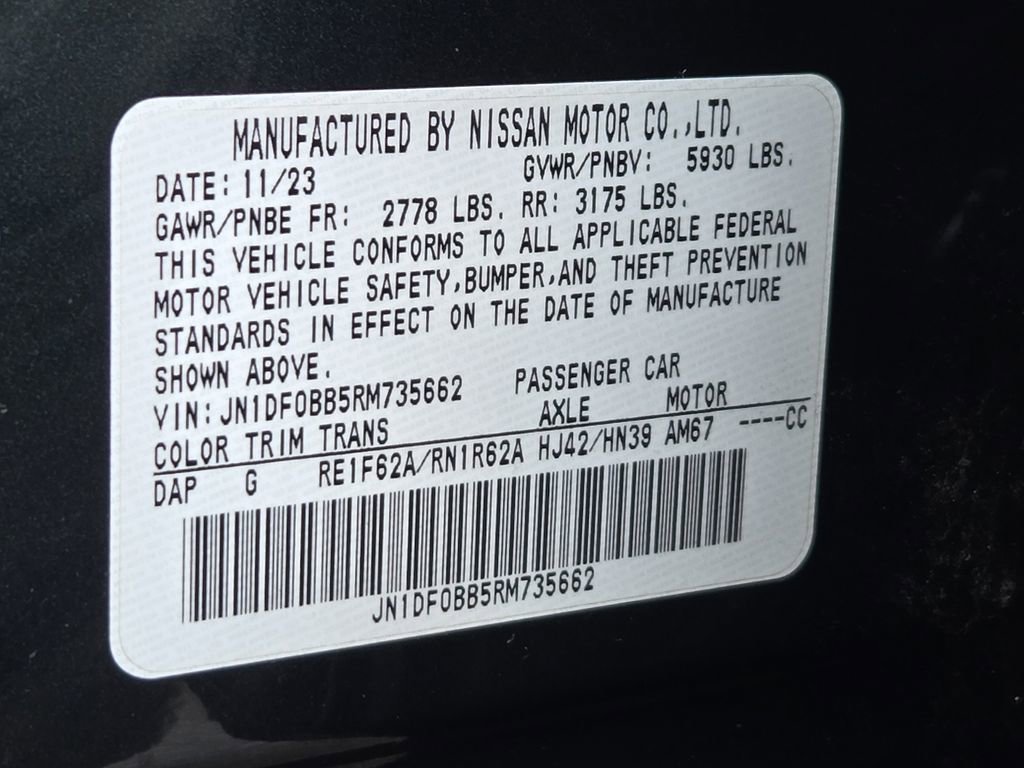 MANUFACTURED BY NISSAN MOTOR CO.,LTD.
DATE: 11/23 GVWR/PNBV: 5930 LBS.
GAWR/PNBE FR: 2778 LBS. RR: 3175 LBS.
THIS VEHICLE CONFORMS TO ALL APPLICABLE FEDERAL
MOTOR VEHICLE SAFETY,BUMPER,AND THEFT PREVENTION
STANDARDS IN EFFECT ON THE DATE OF MANUFACTURE
SHOWN ABOVE.
VIN: JN1DF0BB5RM735662 PASSENGER CAR
COLOR TRIM TRANS AXLE MOTOR
DAP G RE1F62A/RN1R62A HJ42/HN39 AM67 ----CC
JN1DF0BB5RM735662